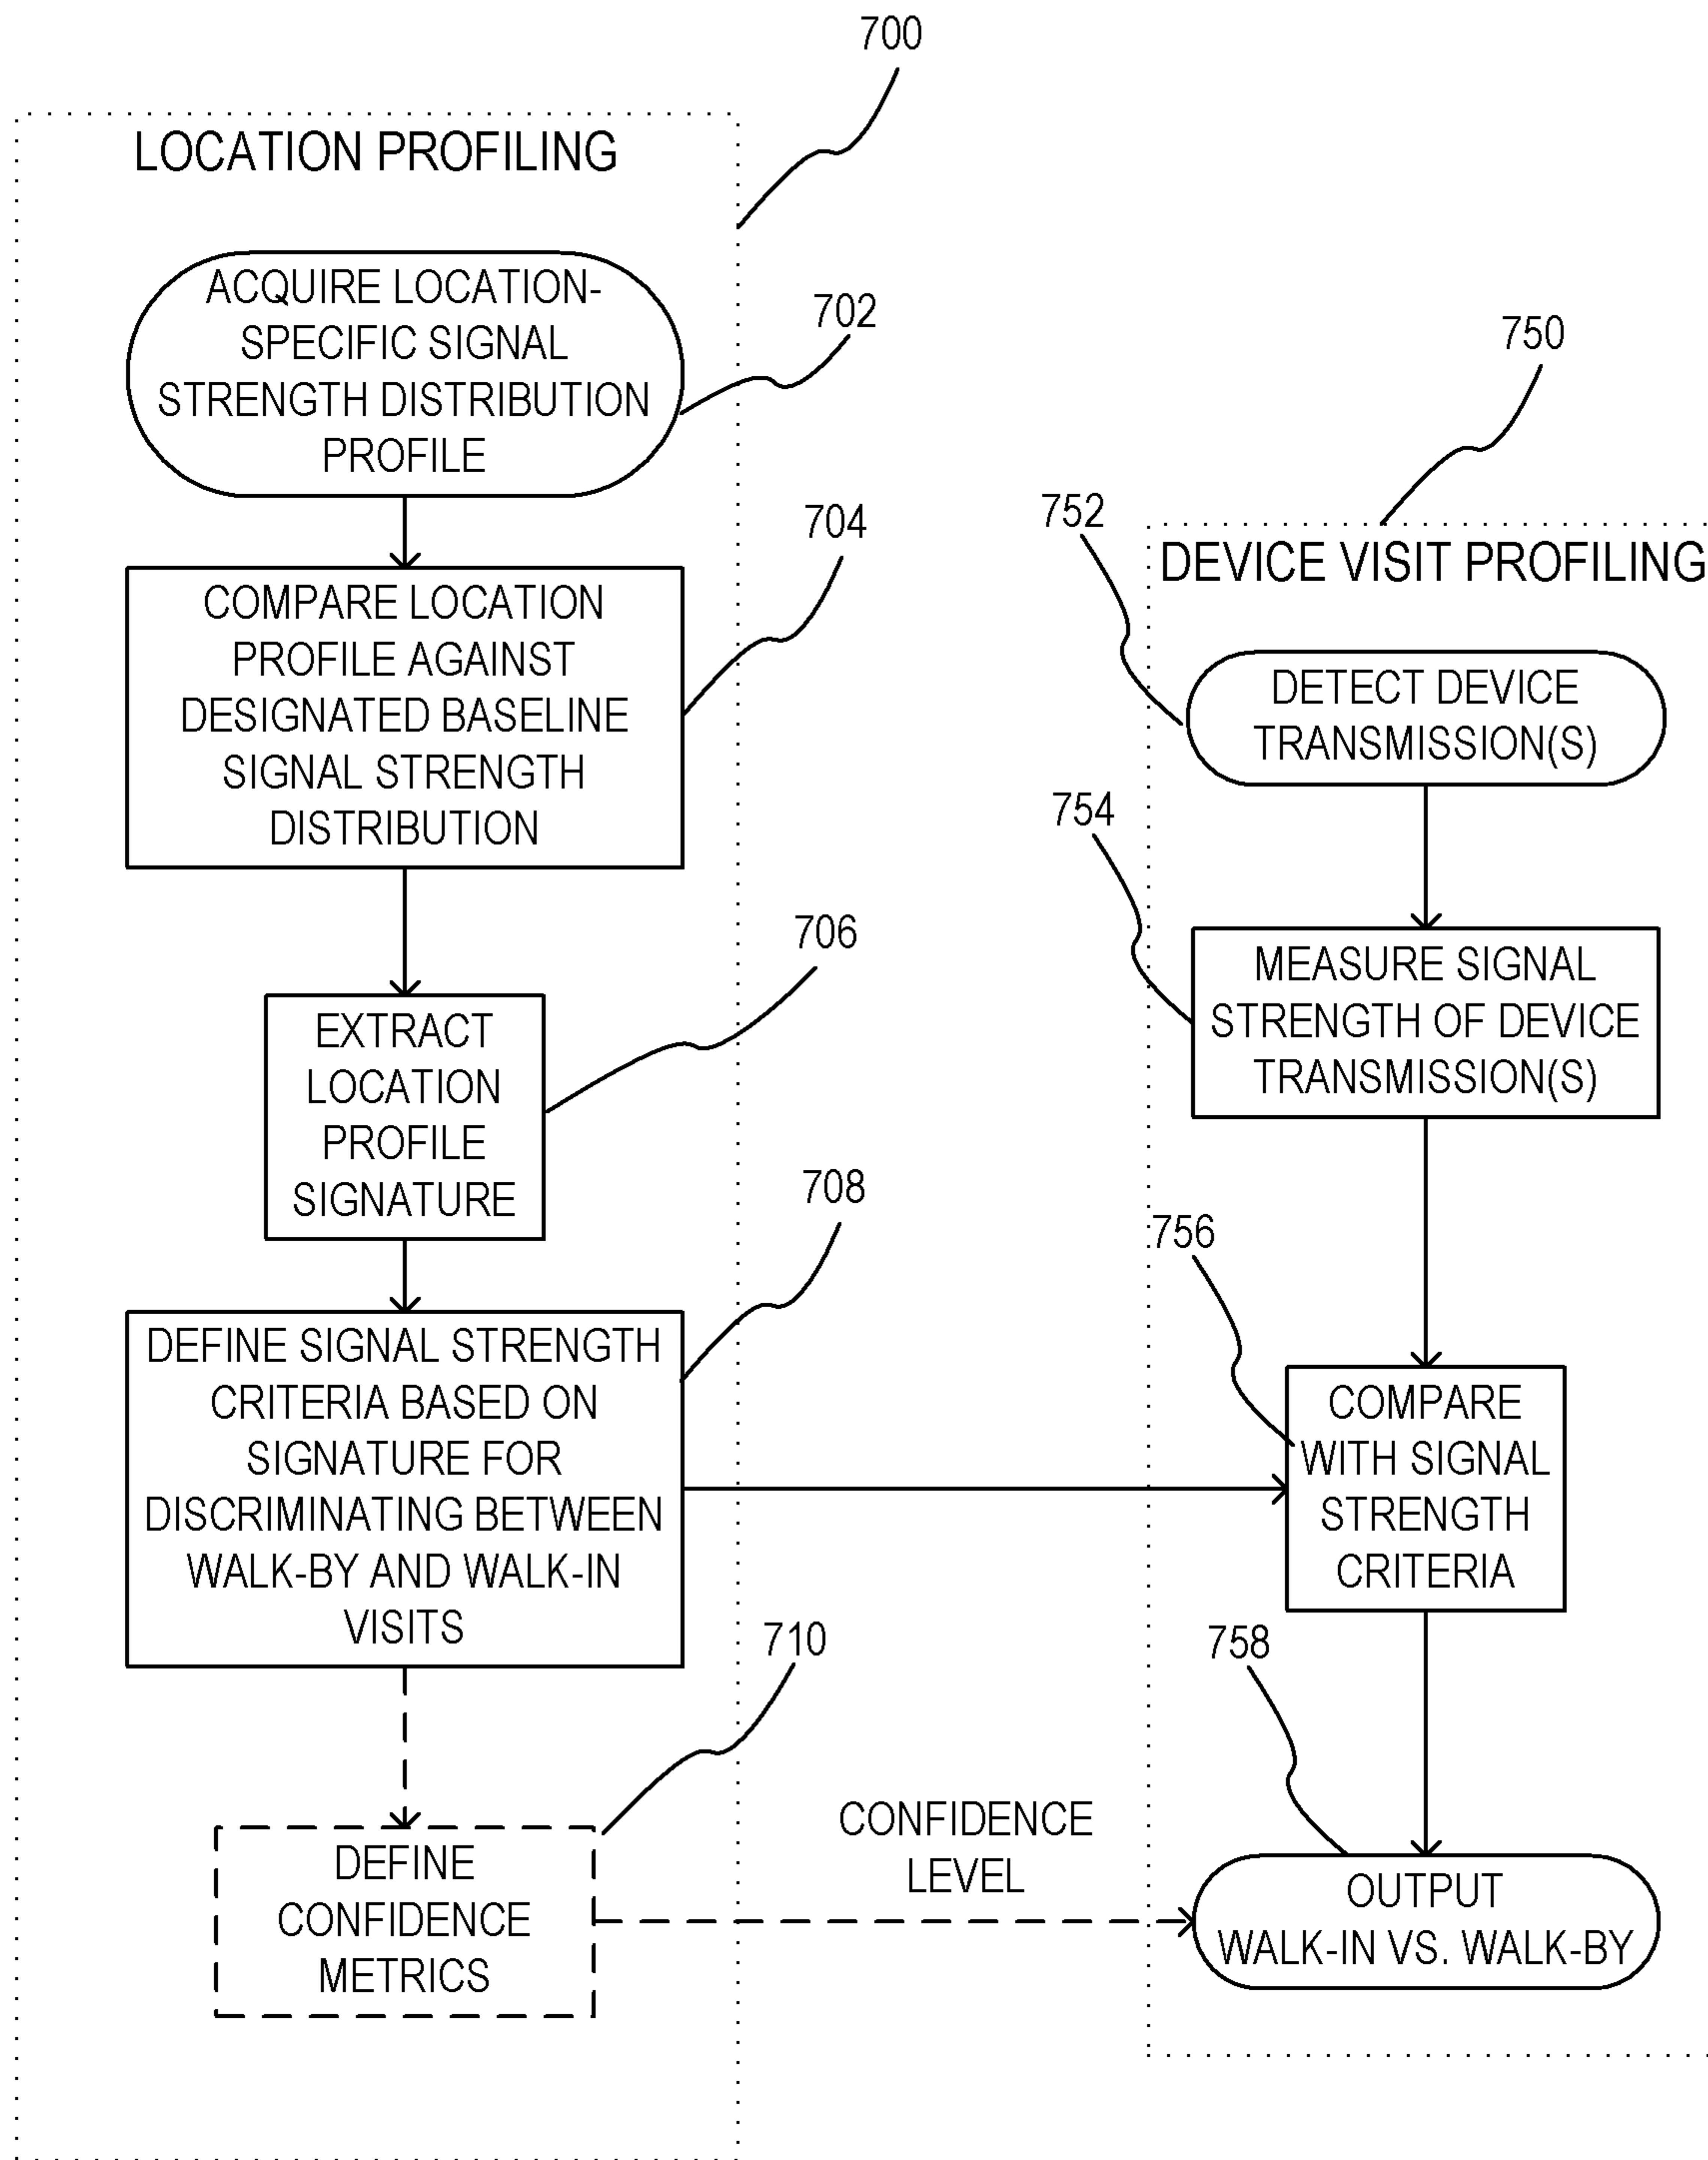 700
LOCATION PROFILING
ACQUIRE LOCATION-
SPECIFIC SIGNAL
STRENGTH DISTRIBUTION
PROFILE
702
704
COMPARE LOCATION
PROFILE AGAINST
DESIGNATED BASELINE
SIGNAL STRENGTH
DISTRIBUTION
706
EXTRACT
LOCATION
PROFILE
SIGNATURE
708
DEFINE SIGNAL STRENGTH
CRITERIA BASED ON
SIGNATURE FOR
DISCRIMINATING BETWEEN
WALK-BY AND WALK-IN
VISITS
710
DEFINE
CONFIDENCE
METRICS
CONFIDENCE
LEVEL
750
DEVICE VISIT PROFILING
752
DETECT DEVICE
TRANSMISSION(S)
754
MEASURE SIGNAL
STRENGTH OF DEVICE
TRANSMISSION(S)
756
COMPARE
WITH SIGNAL
STRENGTH
CRITERIA
758
OUTPUT
WALK-IN VS. WALK-BY